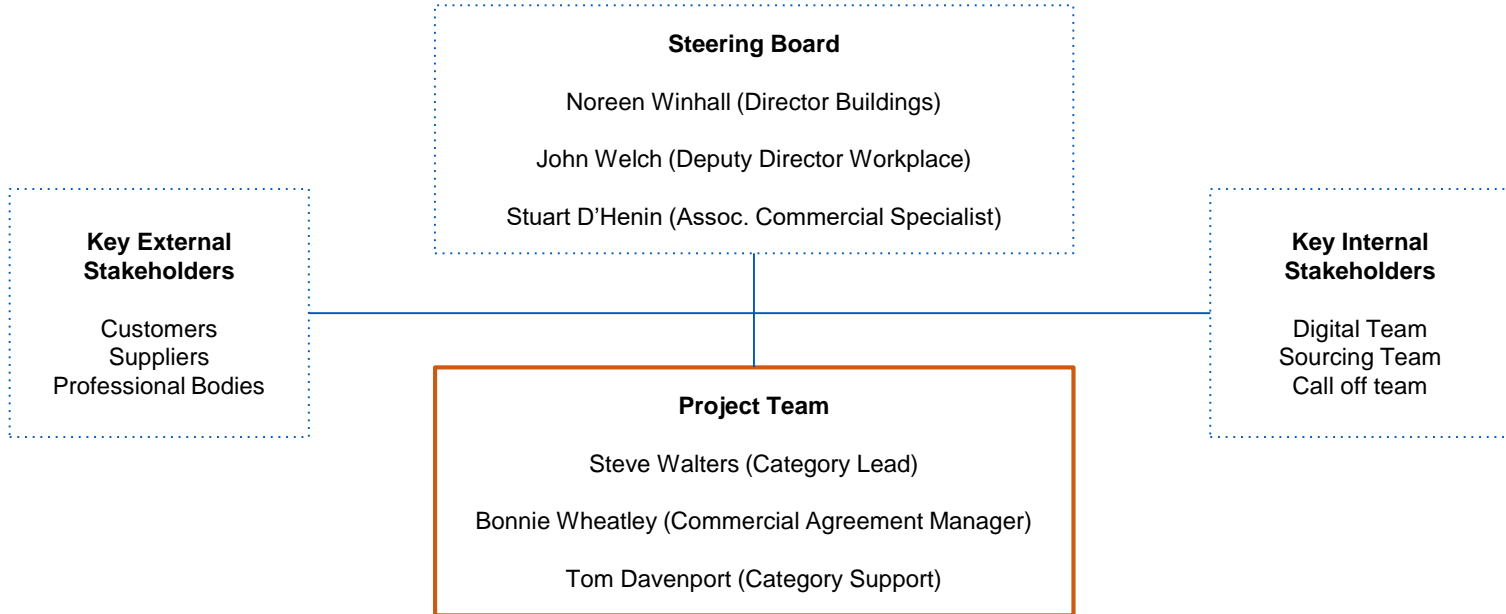 Steering Board
Noreen Winhall (Director Buildings)
John Welch (Deputy Director Workplace)
Stuart D’Henin (Assoc. Commercial Specialist)
Key External
Stakeholders
Customers
Suppliers
Professional Bodies
Key Internal
Stakeholders
Digital Team
Sourcing Team
Call off team
Project Team
Steve Walters (Category Lead)
Bonnie Wheatley (Commercial Agreement Manager)
Tom Davenport (Category Support)